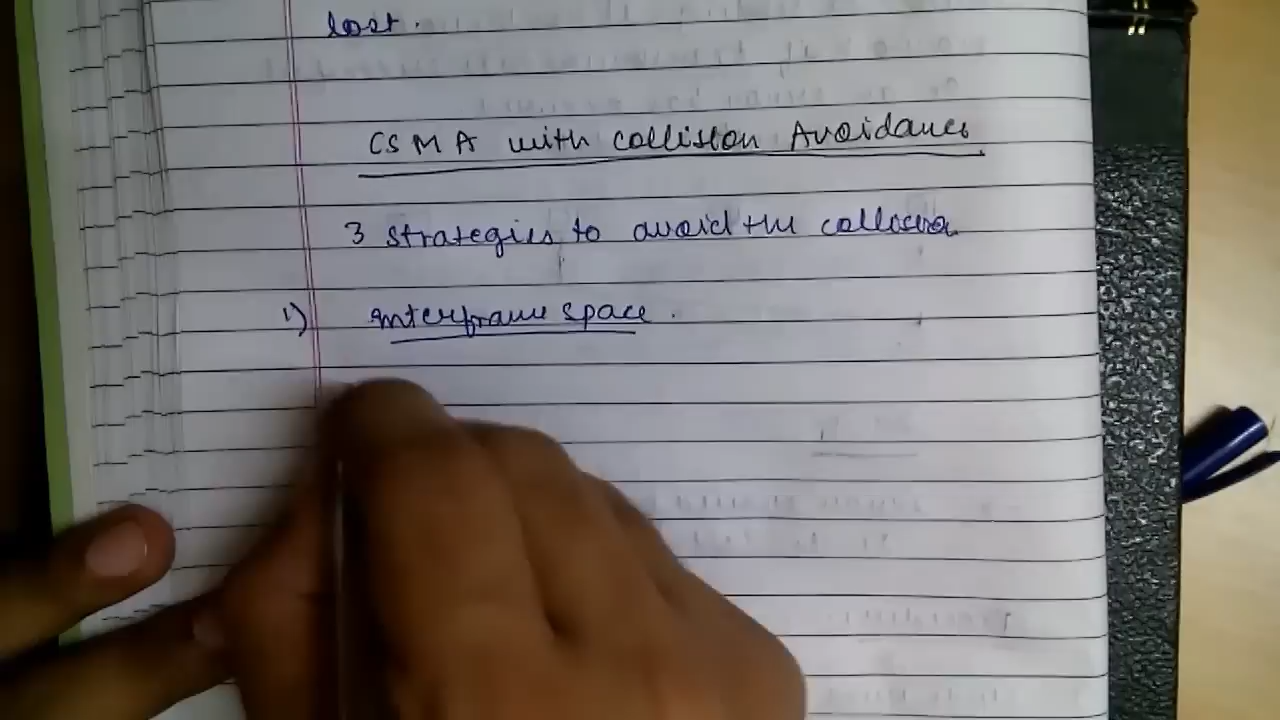 lost.
CSMA with collision Avoidance
3 strategies to avoid the collision
1) Interframe space.